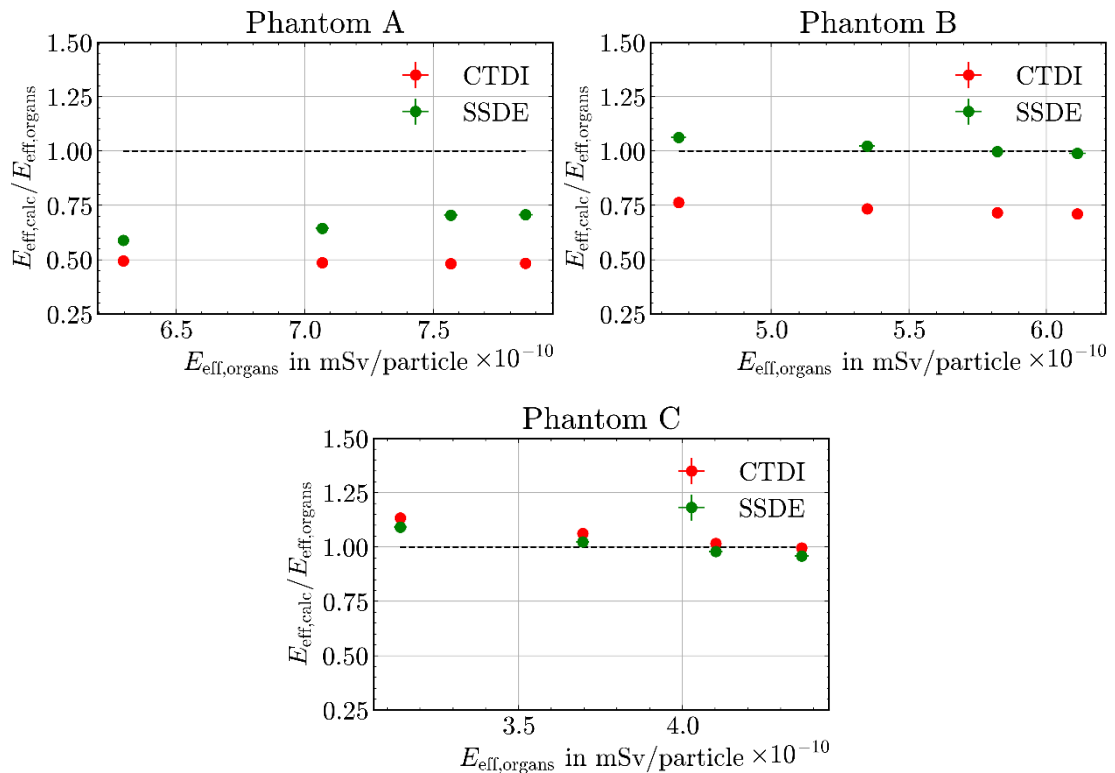 Phantom A
1.50
1.25
1.00
0.75
0.50
0.25
E_eff,calc/E_eff,organs
CTDI
SSDE
6.5 7.0 7.5
E_eff,organs in mSv/particle ×10⁻¹⁰
Phantom B
1.50
1.25
1.00
0.75
0.50
0.25
E_eff,calc/E_eff,organs
CTDI
SSDE
5.0 5.5 6.0
E_eff,organs in mSv/particle ×10⁻¹⁰
Phantom C
1.50
1.25
1.00
0.75
0.50
0.25
E_eff,calc/E_eff,organs
CTDI
SSDE
3.5 4.0
E_eff,organs in mSv/particle ×10⁻¹⁰